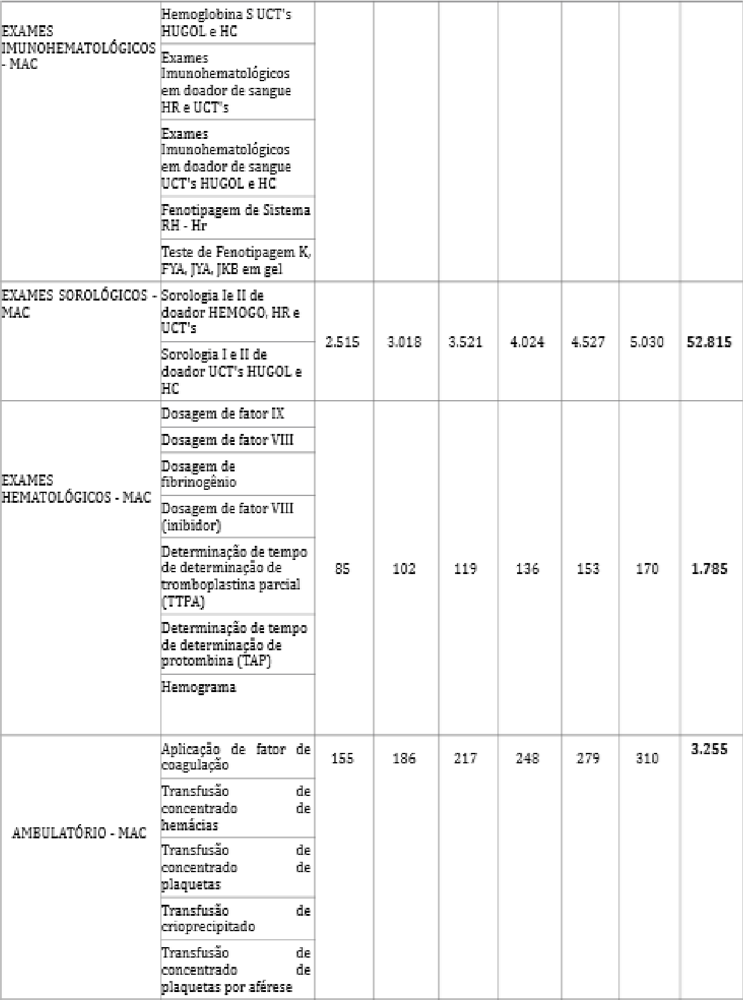 Hemoglobina S UCT's
HUGOL e HC
EXAMES
IMUNOHEMATOLÓGICOS
- MAC
Exames
Imunohematológicos
em doador de sangue
HR e UCT's
Exames
Imunohematológicos
em doador de sangue
UCT's HUGOL e HC
Fenotipagem de Sistema
RH - Hr
Teste de Fenotipagem K,
FYA, JYA, JKB em gel
EXAMES SOROLÓGICOS -
MAC
Sorologia Ie II de
doador HEMOGO, HR e
UCT's
2.515 3.018 3.521 4.024 4.527 5.030 52.815
Sorologia I e II de
doador UCT's HUGOL e
HC
Dosagem de fator IX
Dosagem de fator VIII
Dosagem de
fibrinogênio
EXAMES
HEMATOLÓGICOS - MAC
Dosagem de fator VIII
(inibidor)
Determinação de tempo
de determinação de
tromboplastina parcial
(TTPA)
85 102 119 136 153 170 1.785
Determinação de tempo
de determinação de
protombina (TAP)
Hemograma
Aplicação de fator de
coagulação
155 186 217 248 279 310 3.255
Transfusão de
concentrado de
hemácias
AMBULATÓRIO - MAC
Transfusão de
concentrado de
plaquetas
Transfusão de
crioprecipitado
Transfusão de
concentrado de
plaquetas por aférese